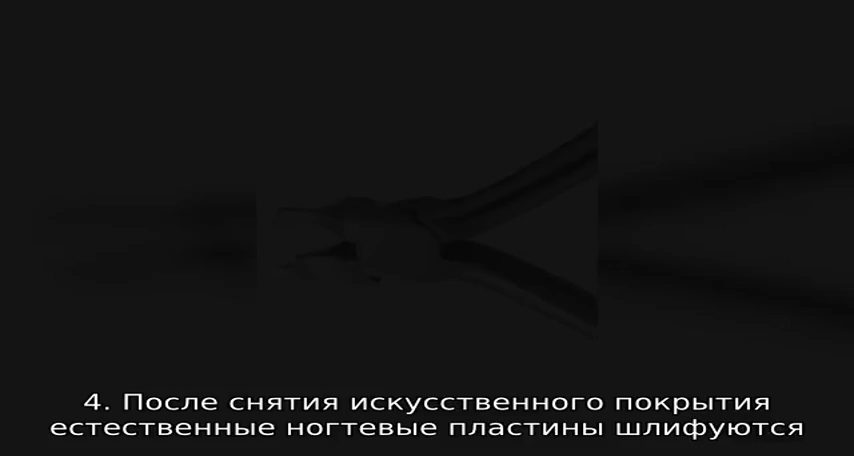 4. После снятия искусственного покрытия
естественные ногтевые пластины шлифуются